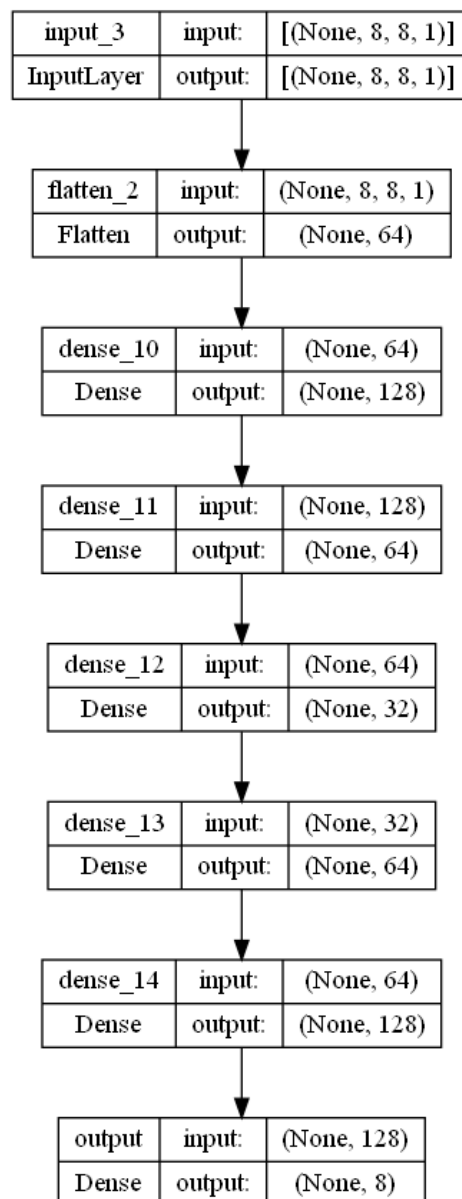 input_3 input: [(None, 8, 8, 1)]
InputLayer output: [(None, 8, 8, 1)]
flatten_2 input: (None, 8, 8, 1)
Flatten output: (None, 64)
dense_10 input: (None, 64)
Dense output: (None, 128)
dense_11 input: (None, 128)
Dense output: (None, 64)
dense_12 input: (None, 64)
Dense output: (None, 32)
dense_13 input: (None, 32)
Dense output: (None, 64)
dense_14 input: (None, 64)
Dense output: (None, 128)
output input: (None, 128)
Dense output: (None, 8)